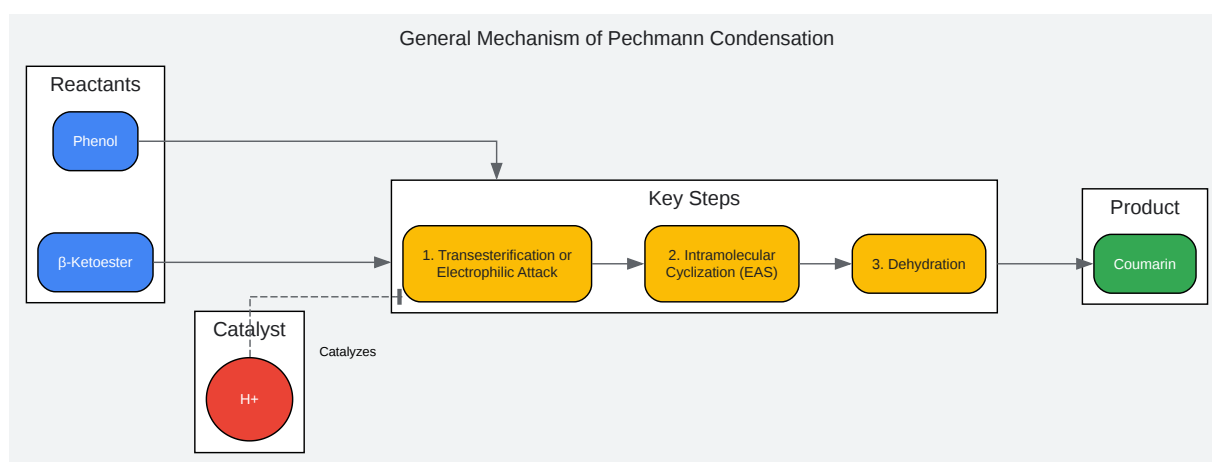 General Mechanism of Pechmann Condensation
Reactants
Phenol
β-Ketoester
Key Steps
1. Transesterification or
Electrophilic Attack
2. Intramolecular
Cyclization (EAS)
3. Dehydration
Product
Coumarin
Catalyst
Catalyzes
H+